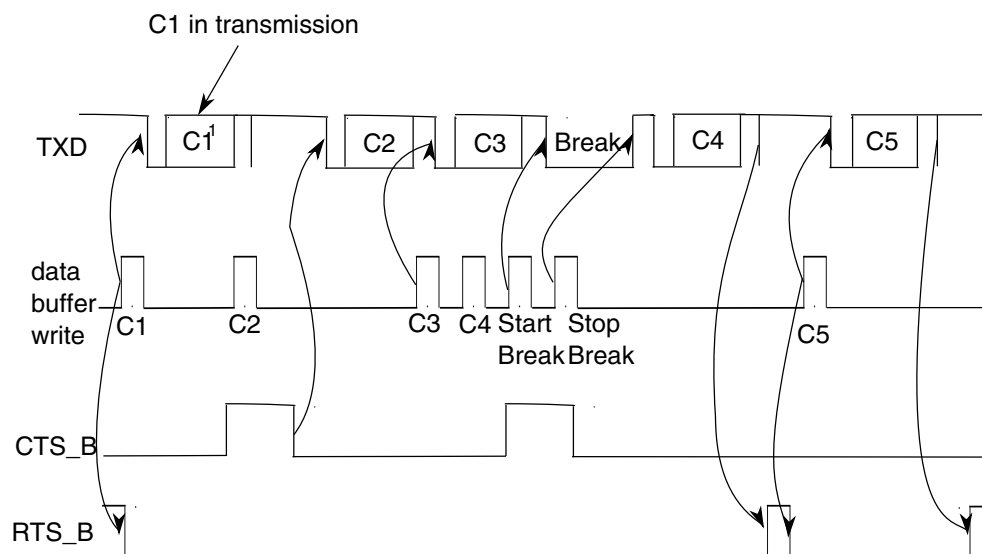 C1 in transmission
TXD
C1
1
C2
C3
Break
C4
C5
data
buffer
write
C1
C2
C3
C4
Start
Break
Stop
Break
C5
CTS_B
RTS_B